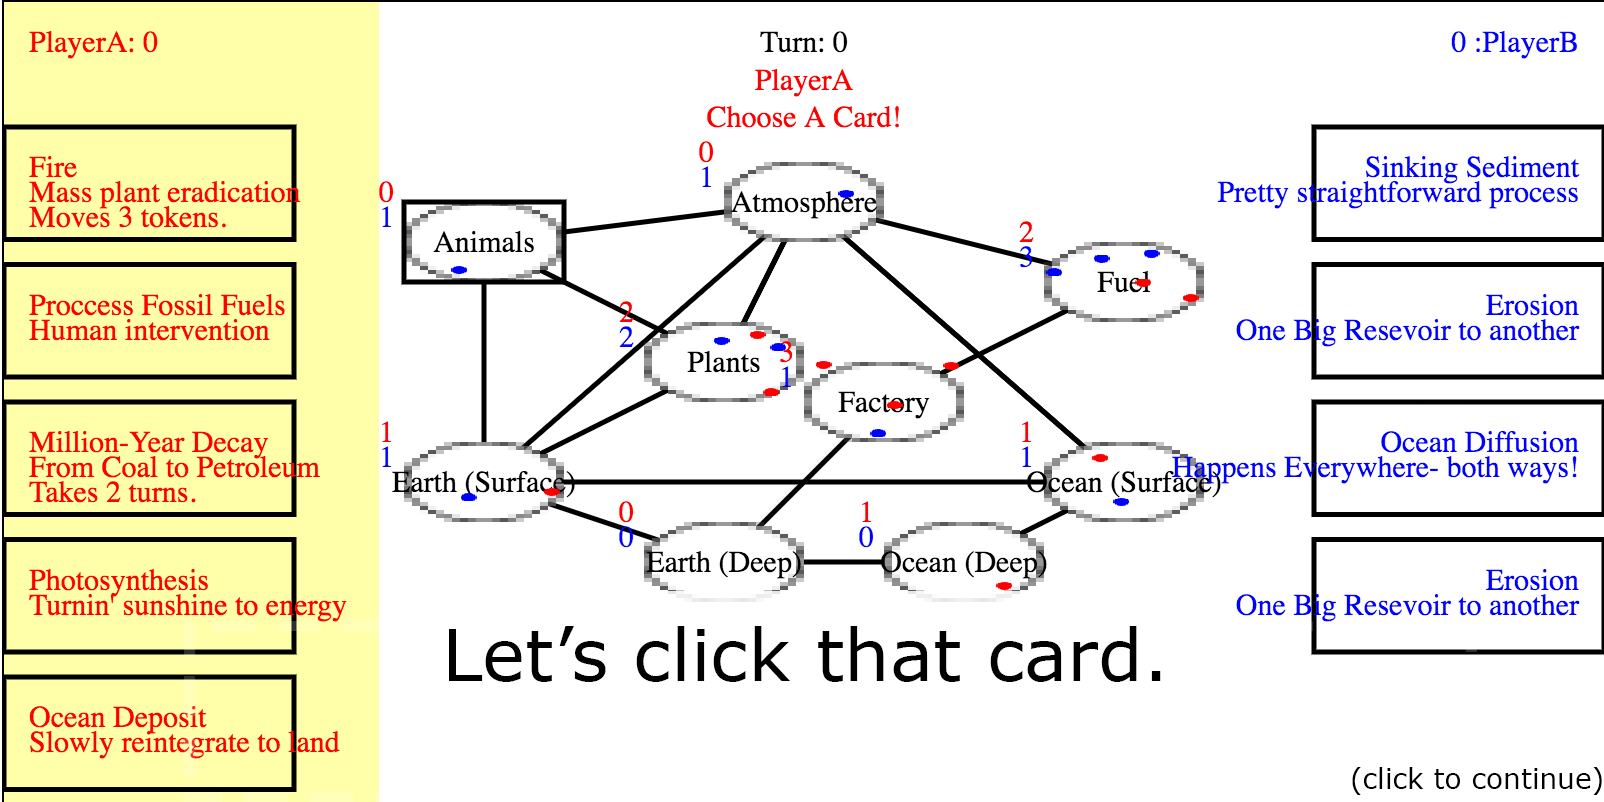 PlayerA: 0
Turn: 0
0 :PlayerB
PlayerA
Choose A Card!
Fire
Mass plant eradication
Moves 3 tokens.
Proccess Fossil Fuels
Human intervention
Million-Year Decay
From Coal to Petroleum
Takes 2 turns.
Photosynthesis
Turnin' sunshine to energy
Ocean Deposit
Slowly reintegrate to land
0
1
Animals
0
1
Atmosphere
2
3
Fuel
2
2
Plants
3
1
Factory
1
1
Earth (Surface)
1
1
Ocean (Surface)
0
0
Earth (Deep)
1
0
Ocean (Deep)
Sinking Sediment
Pretty straightforward process
Erosion
One Big Resevoir to another
Ocean Diffusion
Happens Everywhere- both ways!
Erosion
One Big Resevoir to another
Let's click that card.
(click to continue)